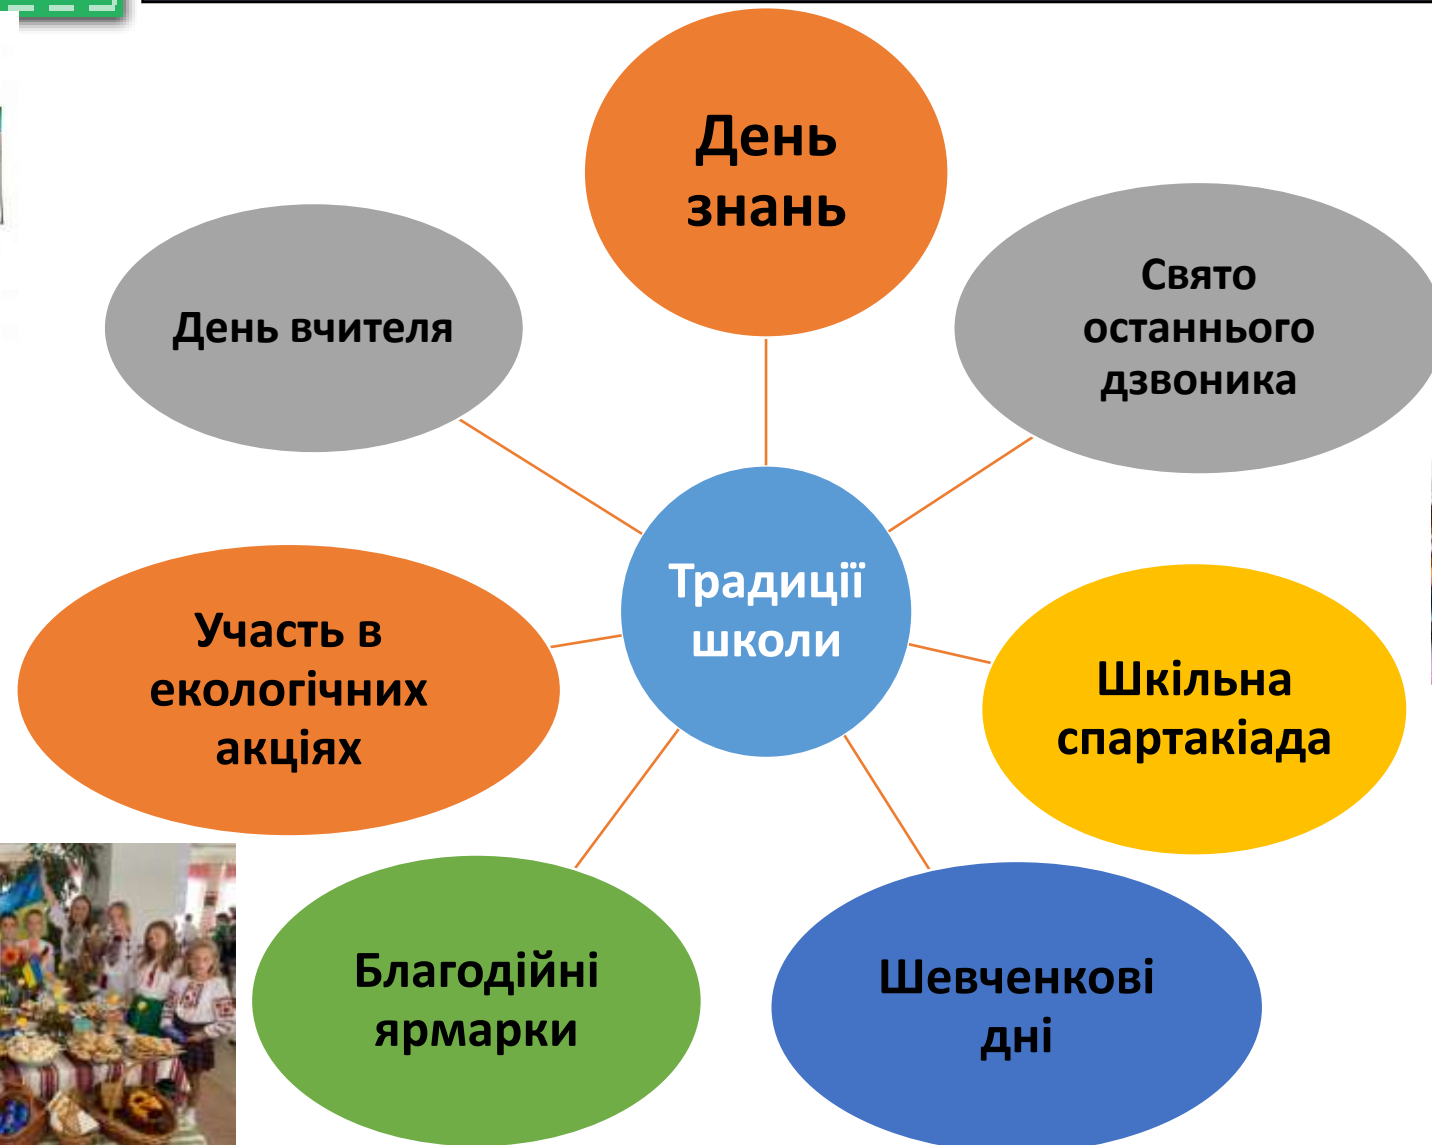 День
знань
Свято
останнього
дзвоника
День вчителя
Традиції
школи
Участь в
екологічних
акціях
Шкільна
спартакіада
Благодійні
ярмарки
Шевченкові
дні